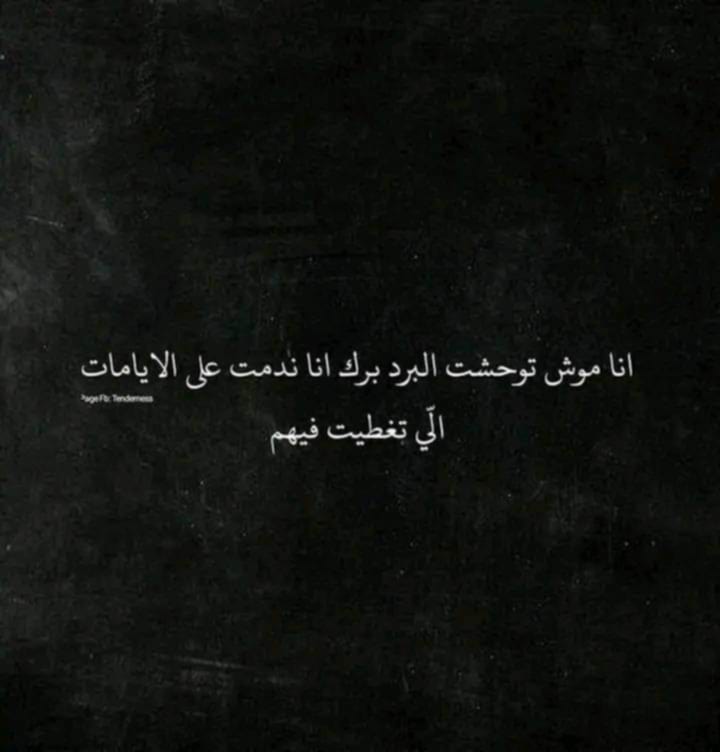 انا موش توحشت البرد برك انا ندمت على الايامات
Page Fb: Tenderness
الّي تغطيت فيهم